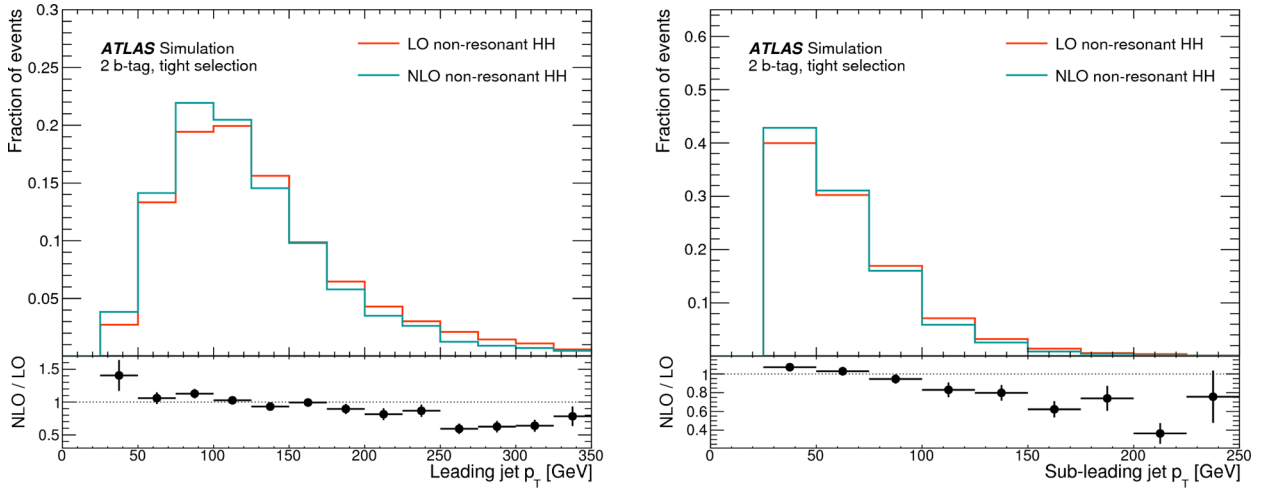 Fraction of events
0.3
0.25
0.2
0.15
0.1
0.05
ATLAS Simulation
2 b-tag, tight selection
LO non-resonant HH
NLO non-resonant HH
NLO / LO
1.5
1
0.5
0 50 100 150 200 250 300 350
Leading jet p_T [GeV]
Fraction of events
0.6
0.5
0.4
0.3
0.2
0.1
ATLAS Simulation
2 b-tag, tight selection
LO non-resonant HH
NLO non-resonant HH
NLO / LO
1
0.8
0.6
0.4
0 50 100 150 200 250
Sub-leading jet p_T [GeV]